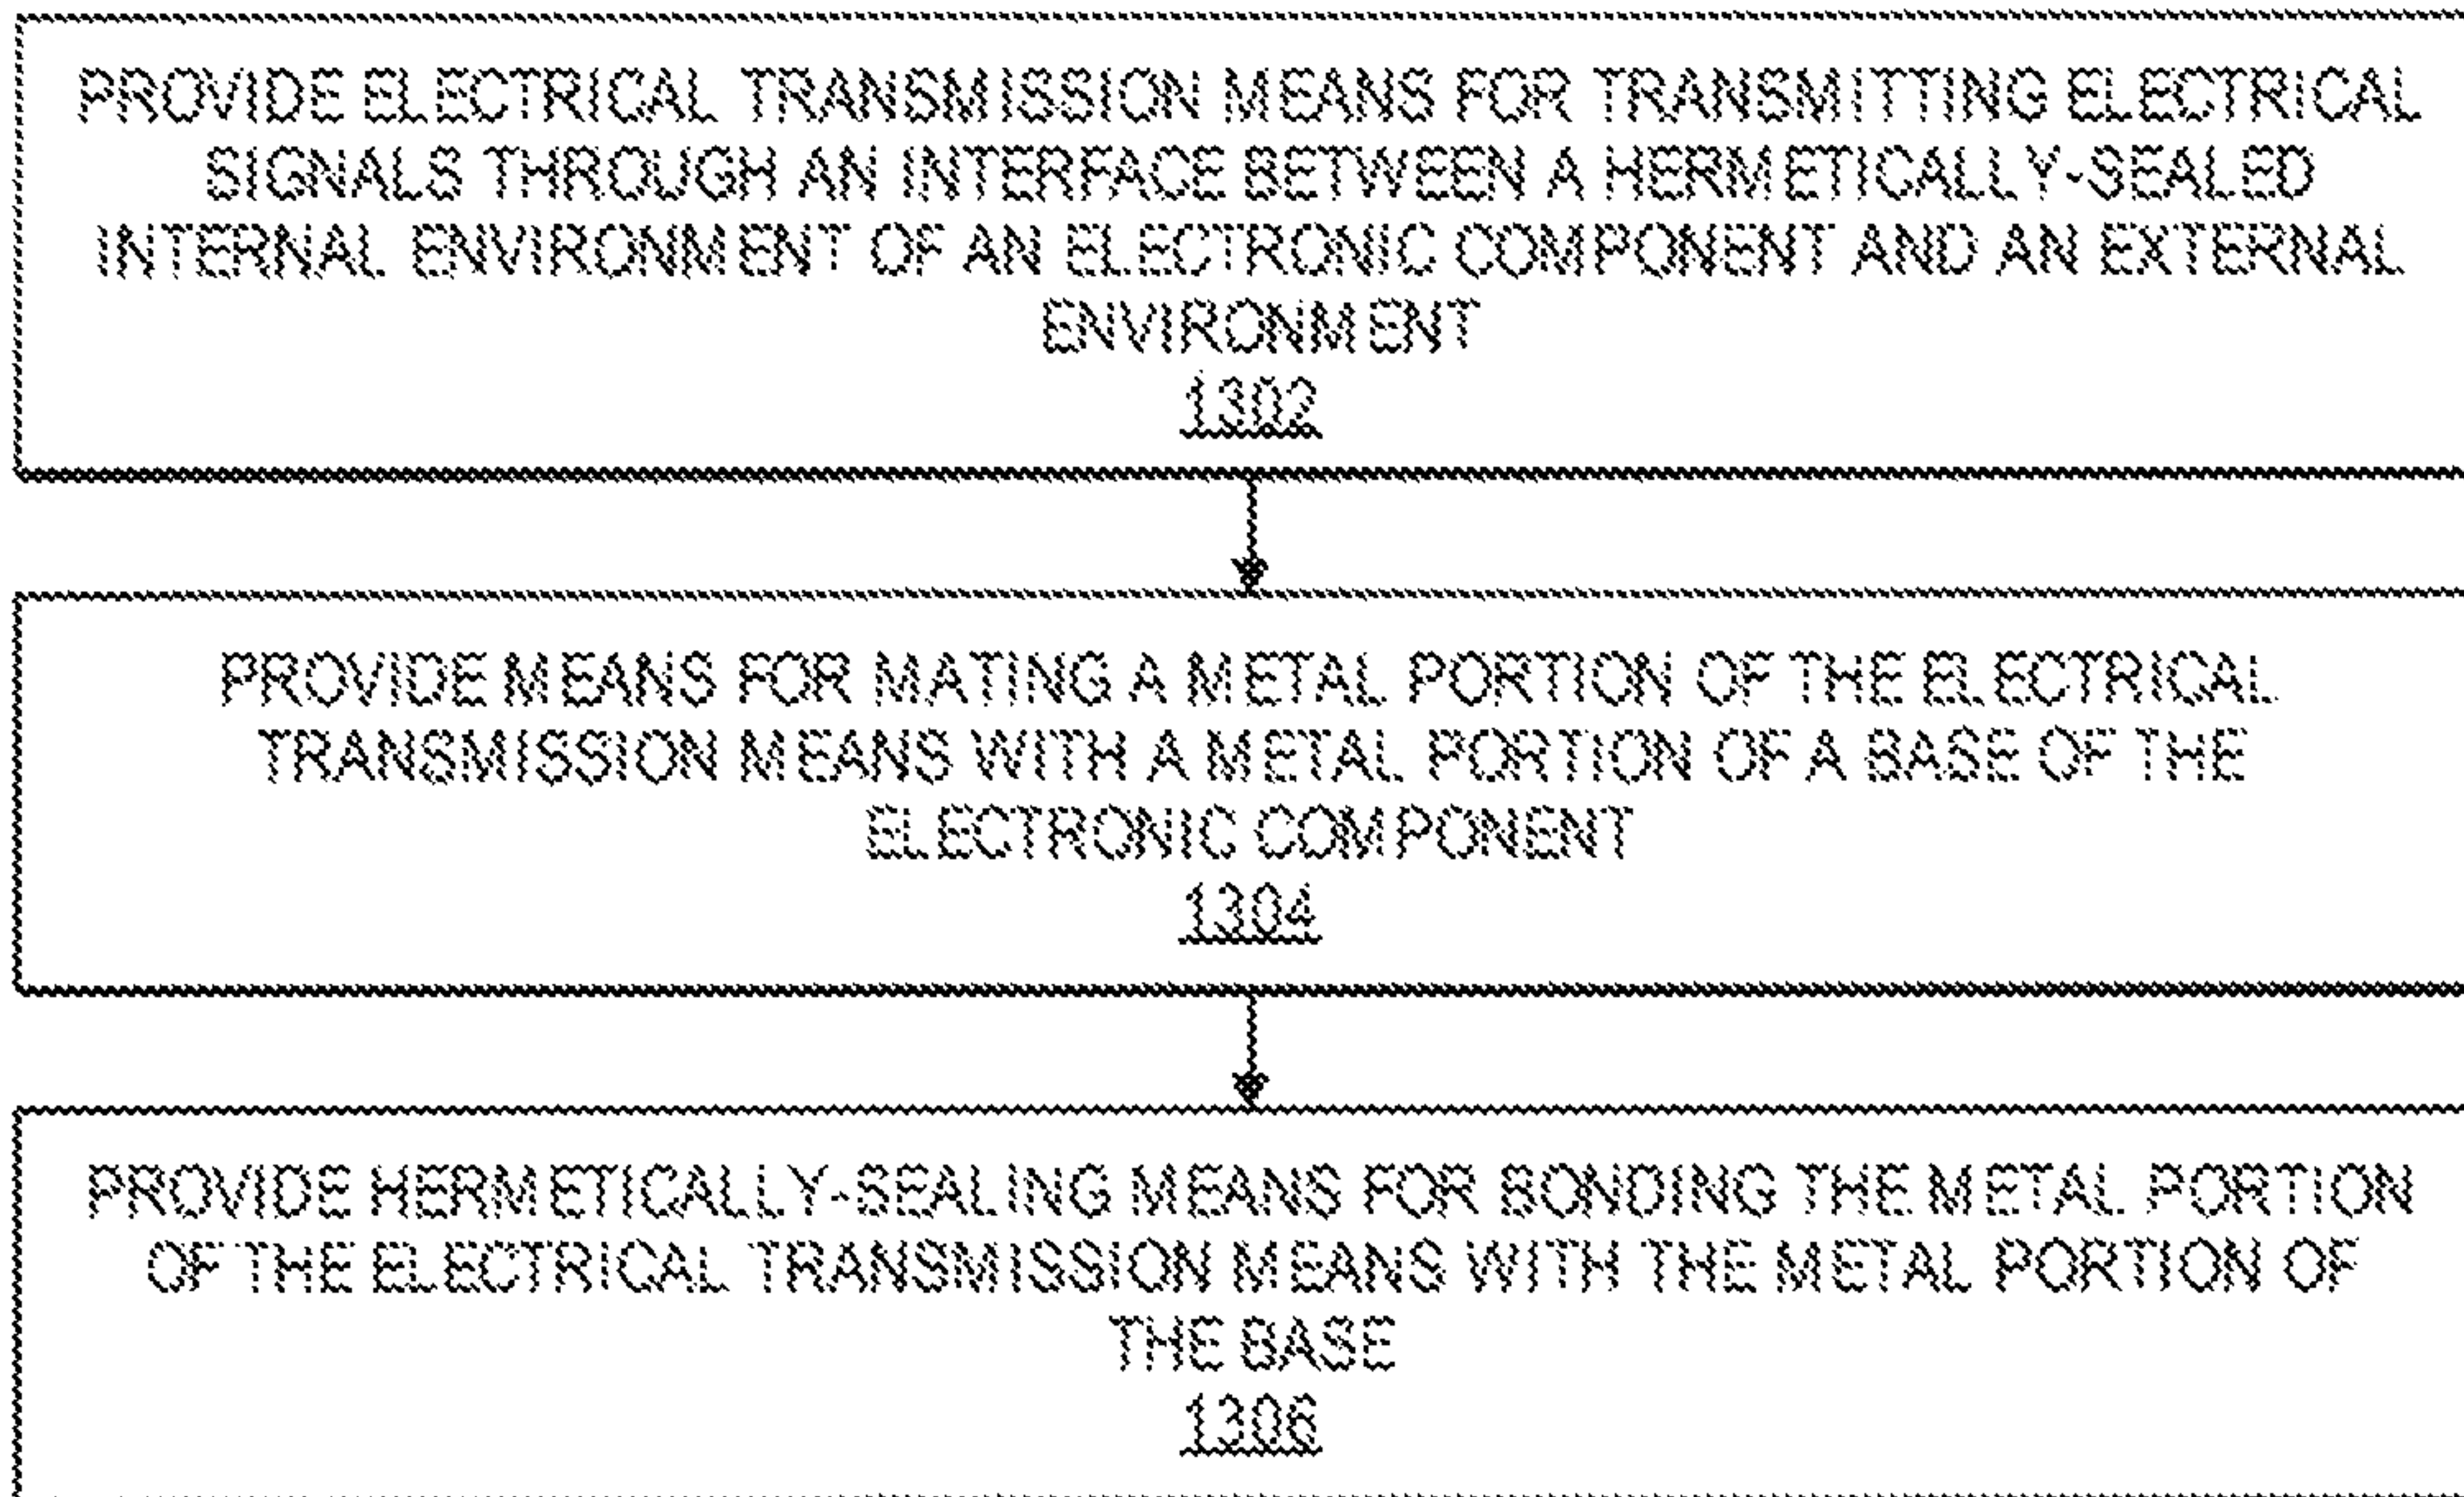 PROVIDE ELECTRICAL TRANSMISSION MEANS FOR TRANSMITTING ELECTRICAL
SIGNALS THROUGH AN INTERFACE BETWEEN A HERMETICALLY-SEALED
INTERNAL ENVIRONMENT OF AN ELECTRONIC COMPONENT AND AN EXTERNAL
ENVIRONMENT
1302
PROVIDE MEANS FOR MATING A METAL PORTION OF THE ELECTRICAL
TRANSMISSION MEANS WITH A METAL PORTION OF A BASE OF THE
ELECTRONIC COMPONENT
1304
PROVIDE HERMETICALLY-SEALING MEANS FOR BONDING THE METAL PORTION
OF THE ELECTRICAL TRANSMISSION MEANS WITH THE METAL PORTION OF
THE BASE
1306